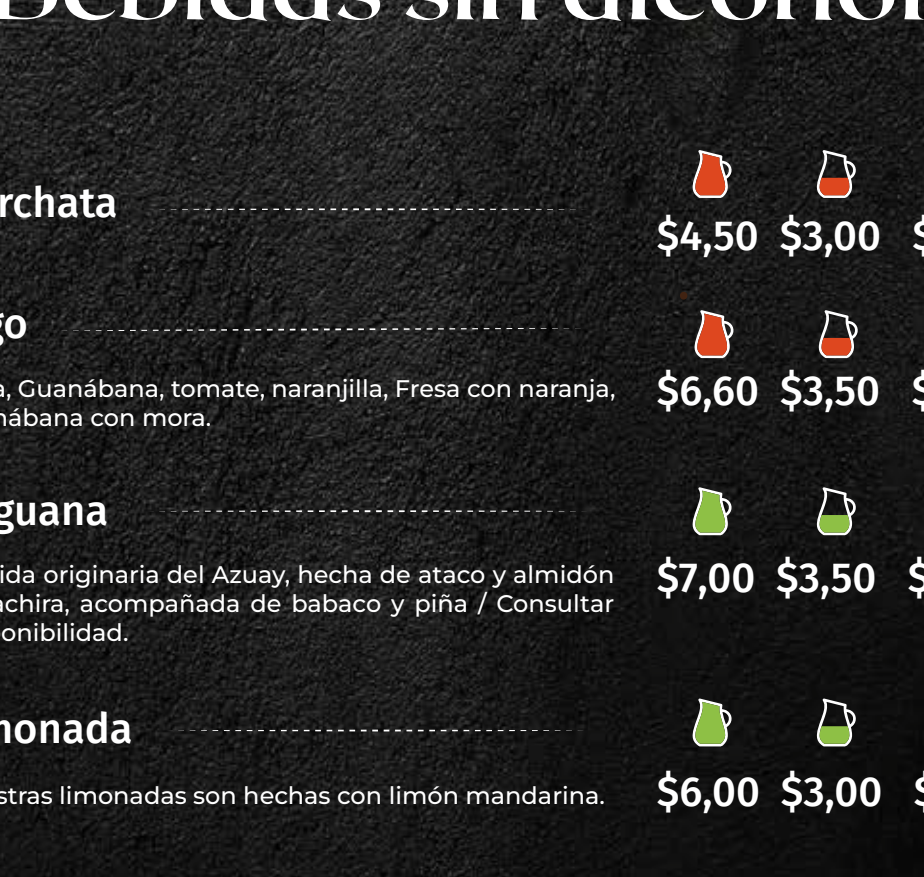 Bebidas sin alcohol
rchata
$4,50 $3,00 $
go
a, Guanábana, tomate, naranjilla, Fresa con naranja,
nábana con mora.
$6,60 $3,50 $
guana
ida originaria del Azuay, hecha de ataco y almidón
achira, acompañada de babaco y piña / Consultar
onibilidad.
$7,00 $3,50 $
monada
stras limonadas son hechas con limón mandarina.
$6,00 $3,00 $